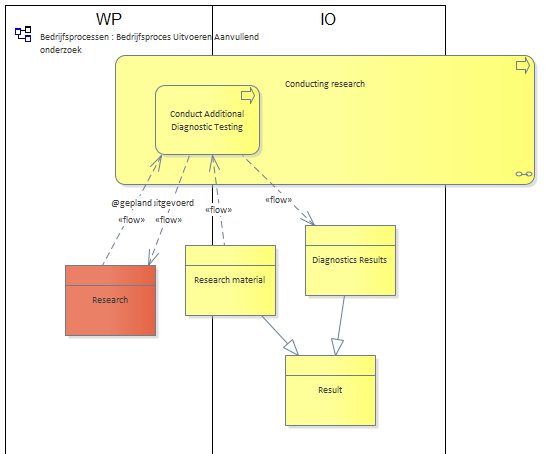 WP
IO
Bedrijfsprocessen : Bedrijfsproces Uitvoeren Aanvullend
onderzoek
Conducting research
Conduct Additional
Diagnostic Testing
@gepland
uitgevoerd
«flow»
«flow»
«flow»
«flow»
Research
Research material
Diagnostics Results
Result